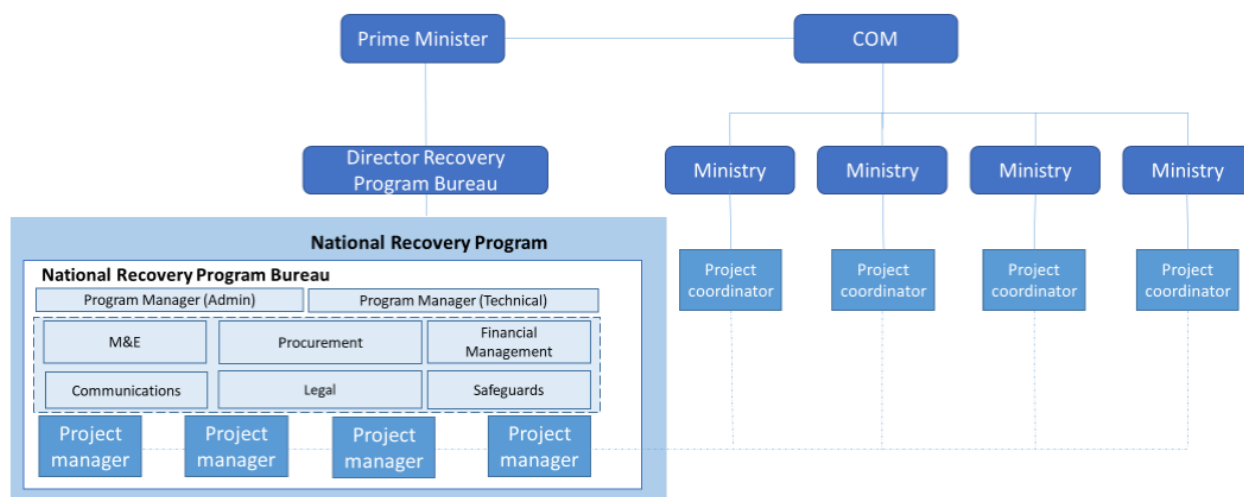 Prime Minister
COM
Director Recovery
Program Bureau
Ministry
Ministry
Ministry
Ministry
National Recovery Program
National Recovery Program Bureau
Program Manager (Admin)
Program Manager (Technical)
M&E
Procurement
Financial
Management
Communications
Legal
Safeguards
Project
manager
Project
manager
Project
manager
Project
manager
Project
coordinator
Project
coordinator
Project
coordinator
Project
coordinator